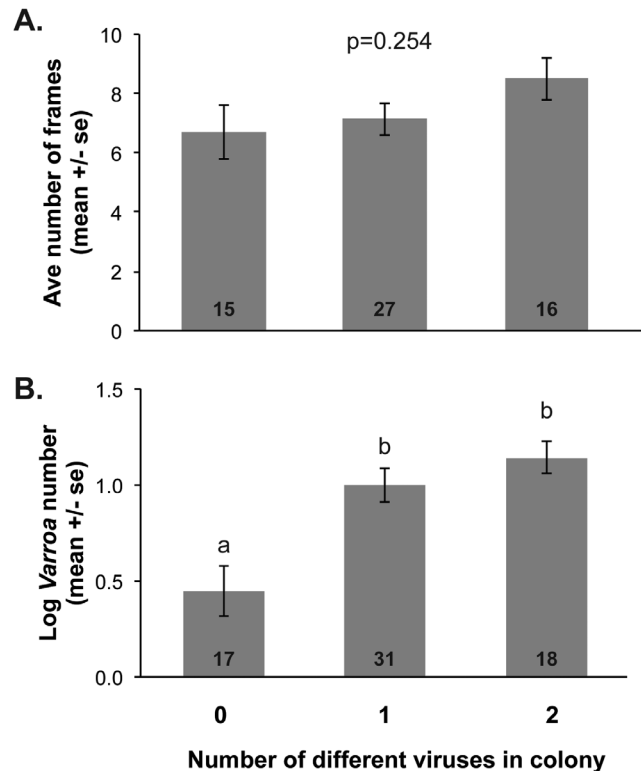 A.
p=0.254
Ave number of frames
(mean +/- se)
10
8
6
4
2
0
15
27
16
B.
Log Varroa number
(mean +/- se)
1.5
1.0
0.5
0.0
a
b
b
17
31
18
0
1
2
Number of different viruses in colony